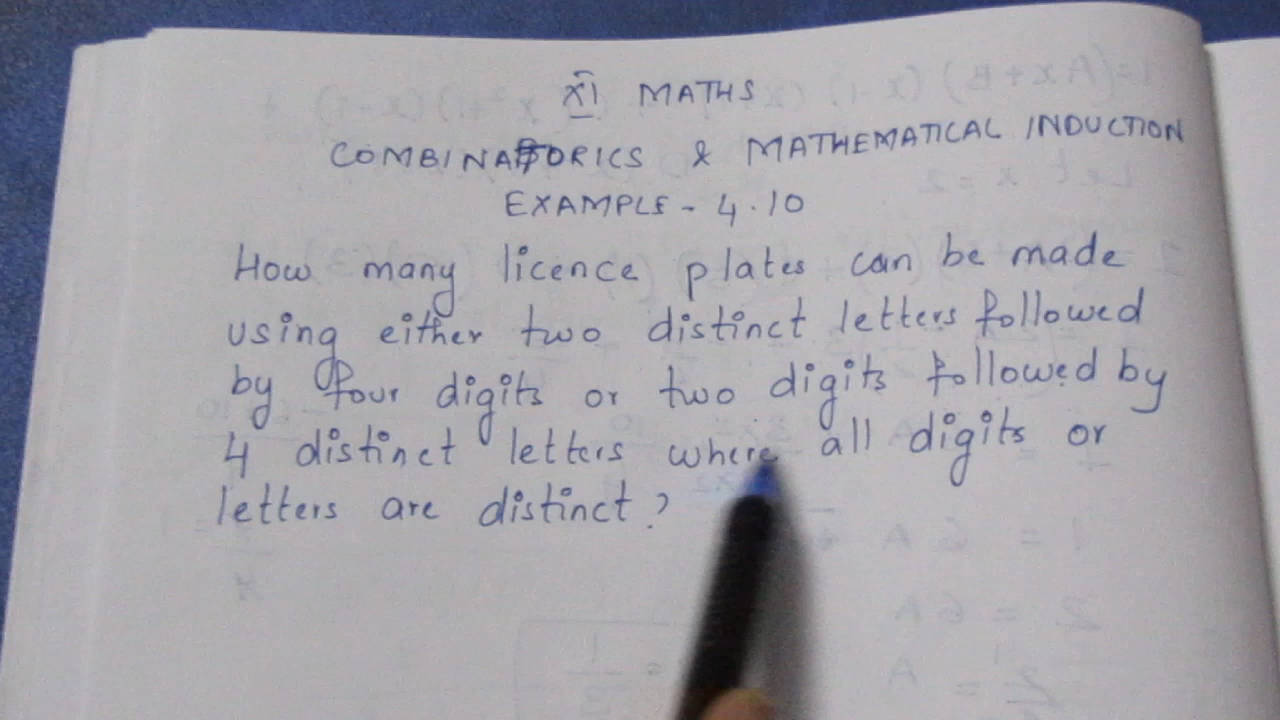 XI MATHS
COMBINATORICS & MATHEMATICAL INDUCTION
EXAMPLE - 4.10
How many licence plates can be made
using either two distinct letters followed
by four digits or two digits followed by
4 distinct letters where all digits or
letters are distinct?